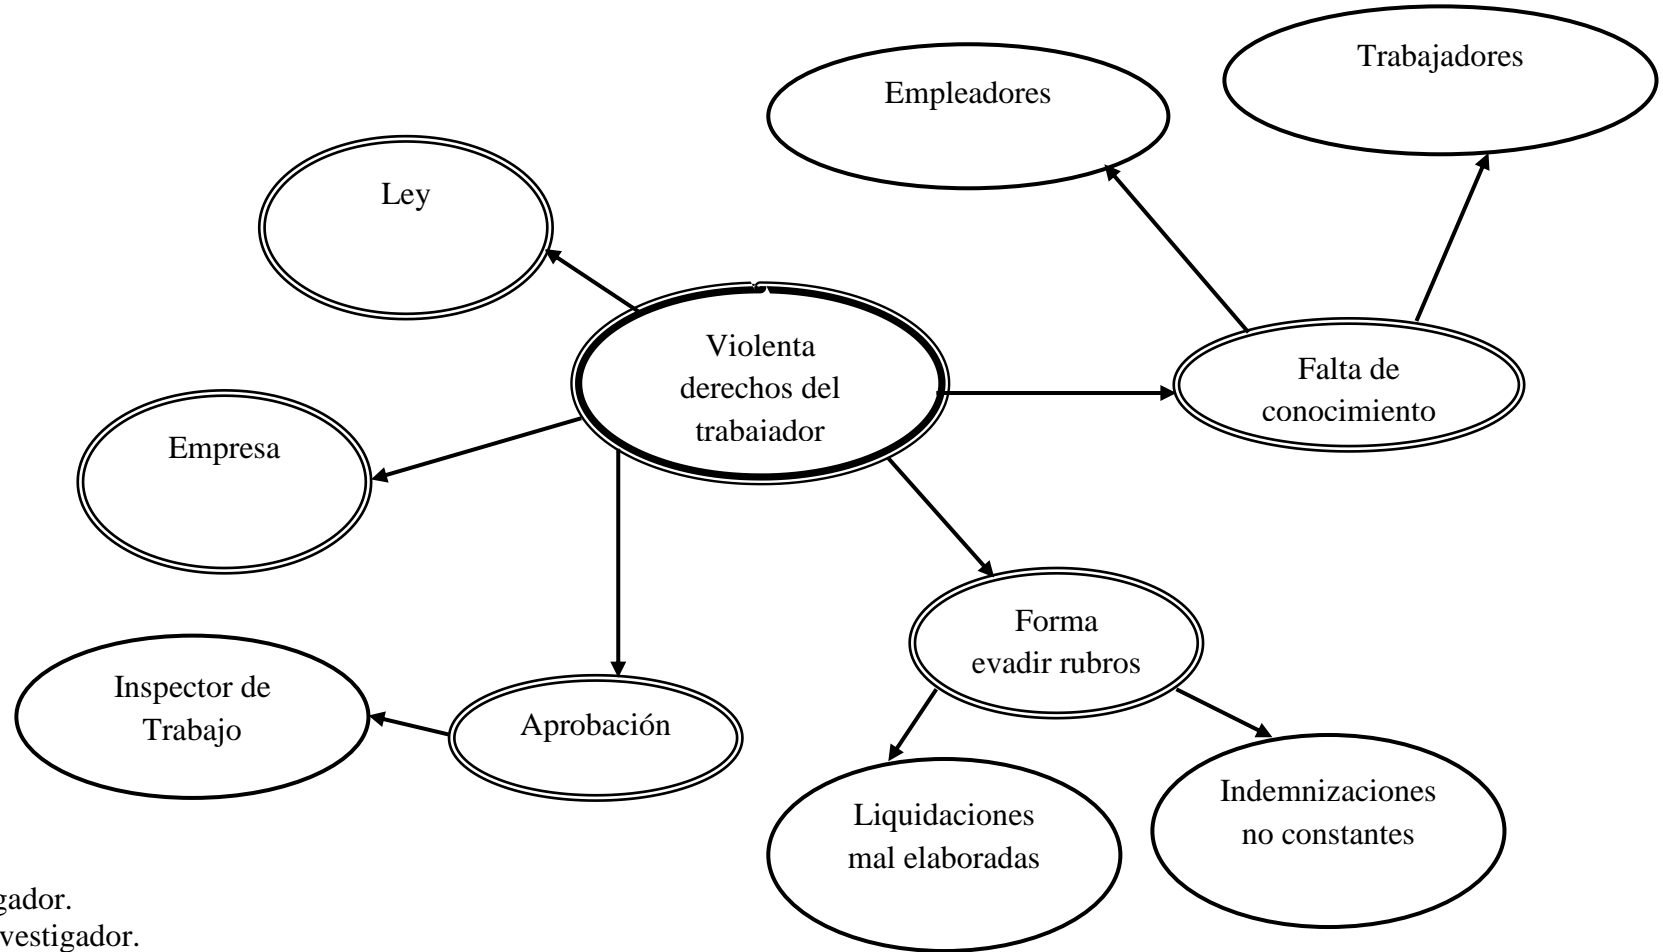 Trabajadores
Empleadores
Ley
Violenta
derechos del
trabajador
Falta de
conocimiento
Empresa
Forma
evadir rubros
Inspector de
Trabajo
Aprobación
Liquidaciones
mal elaboradas
Indemnizaciones
no constantes
gador.
vestigador.